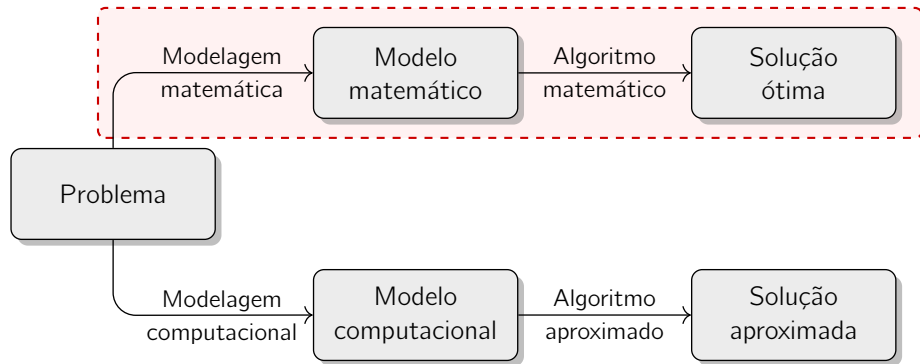 Modelagem
matemática
Modelo
matemático
Algoritmo
matemático
Solução
ótima
Problema
Modelagem
computacional
Modelo
computacional
Algoritmo
aproximado
Solução
aproximada